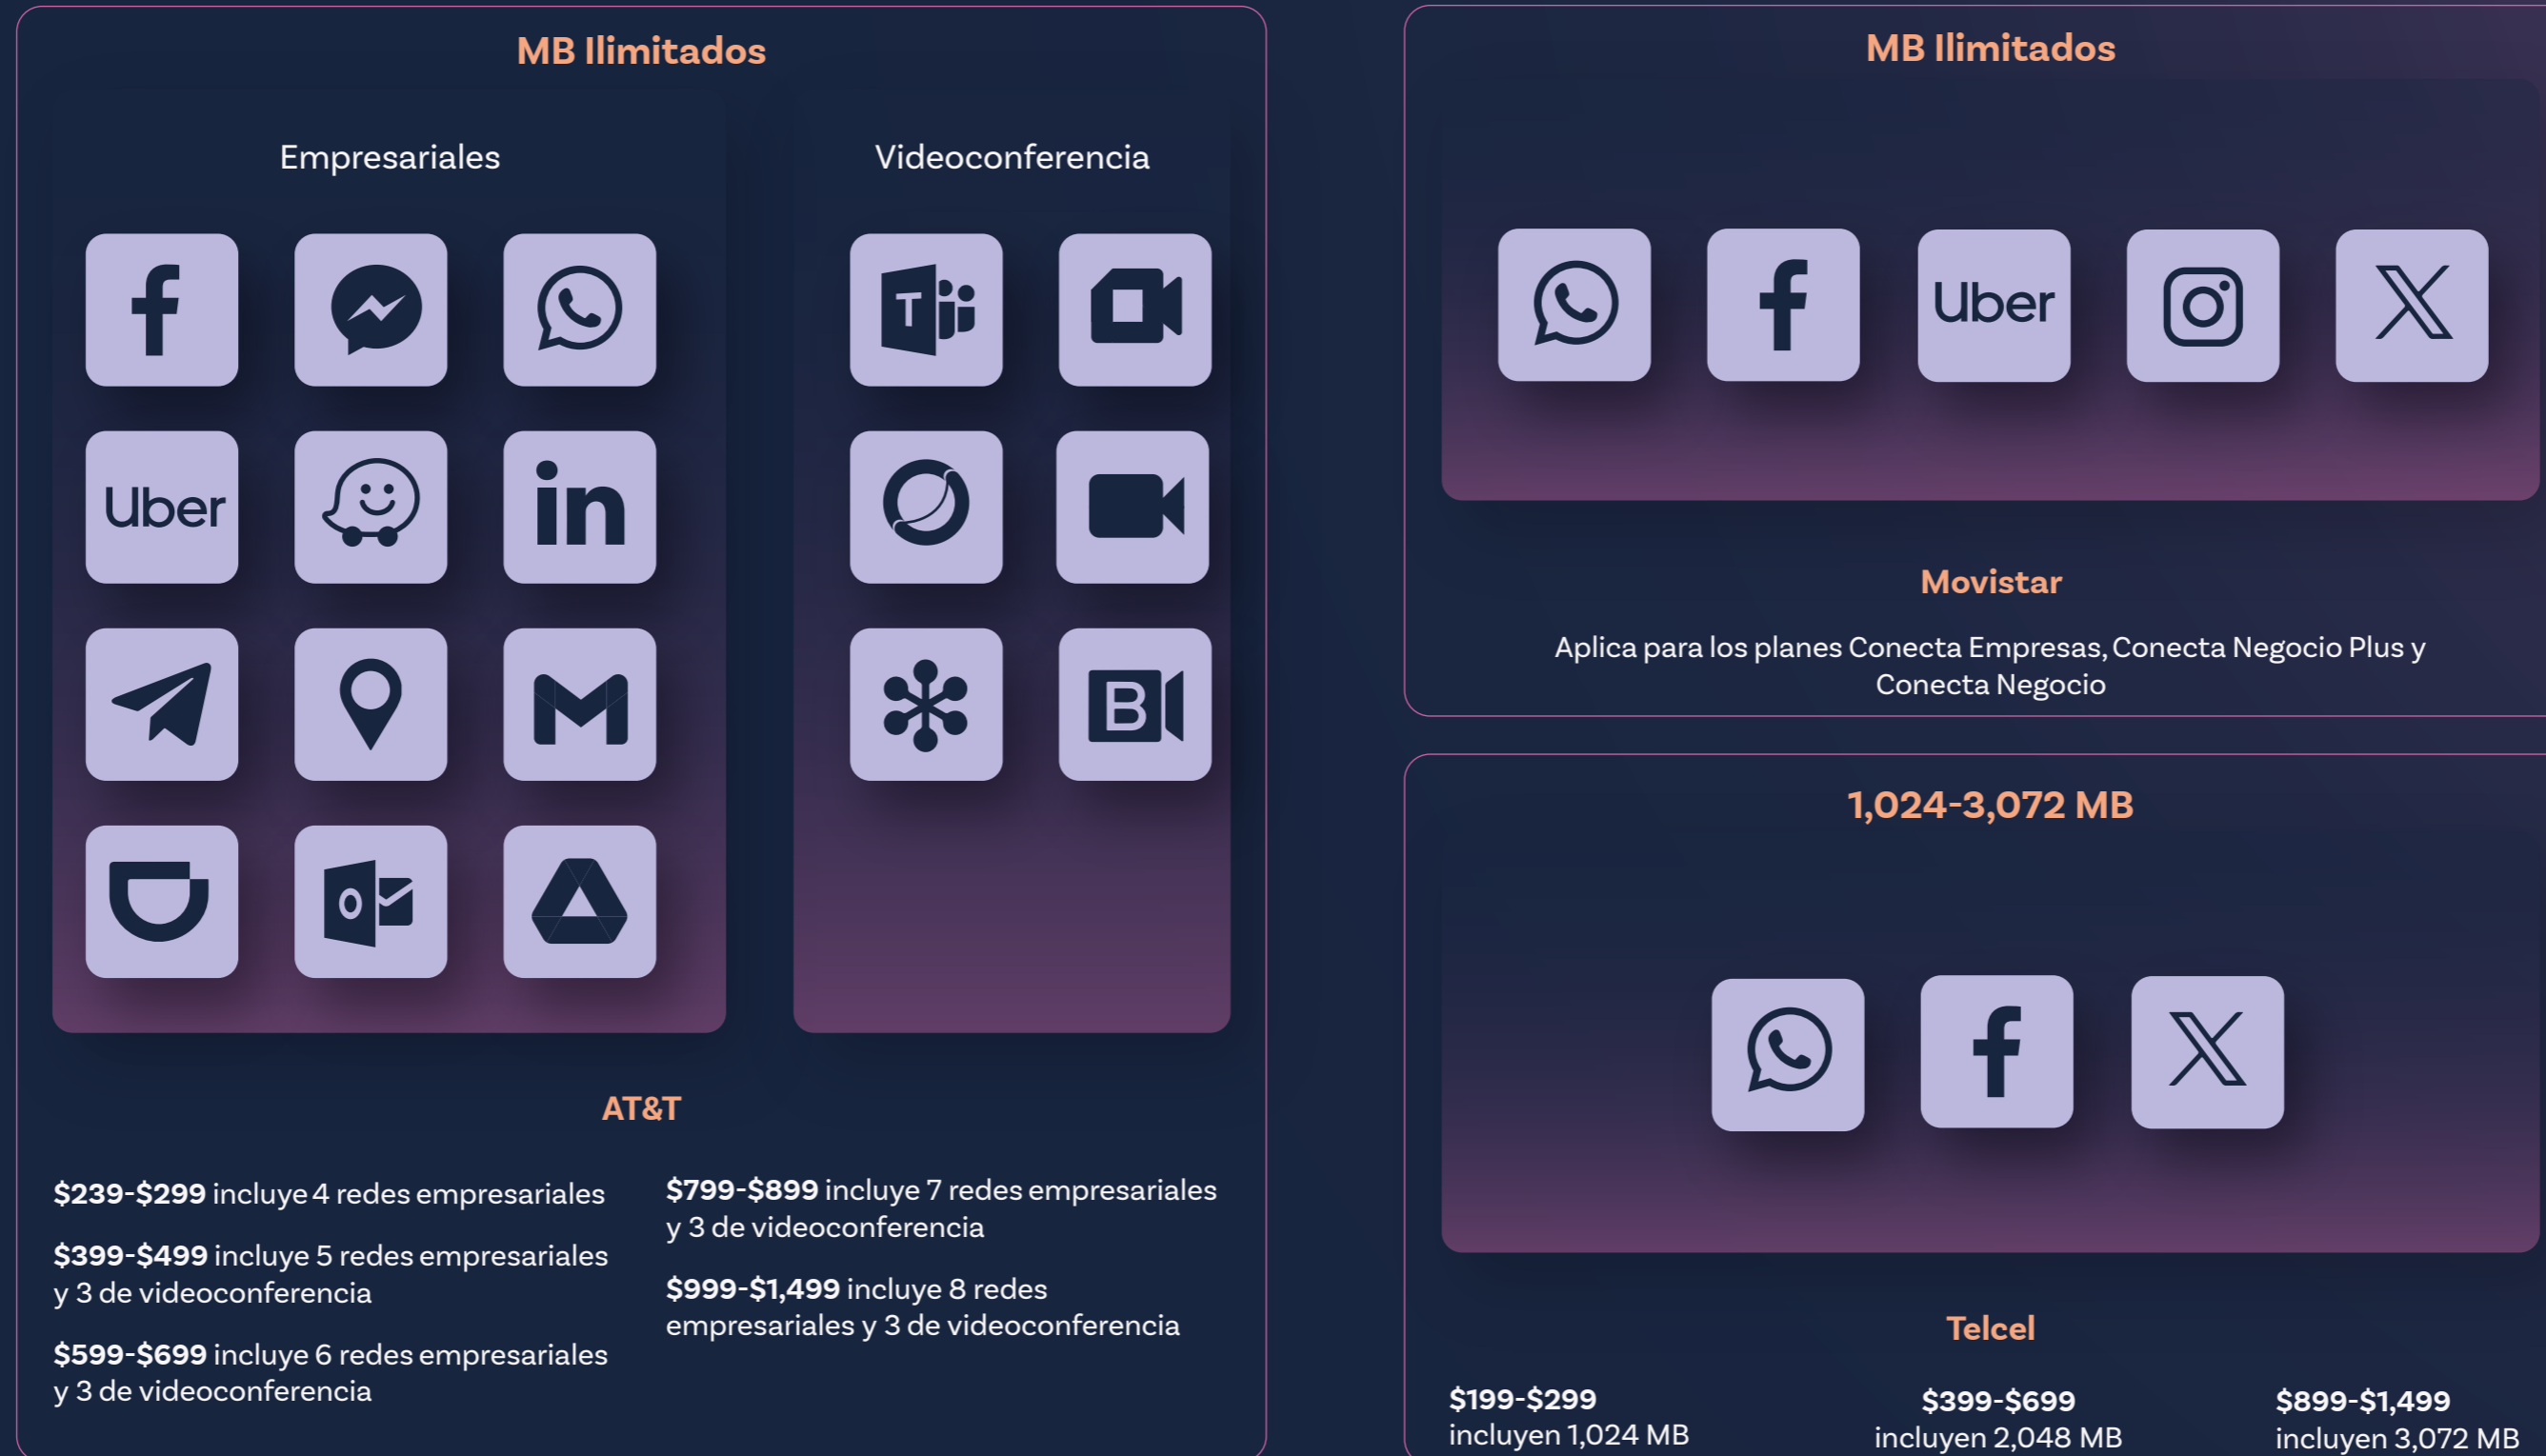 MB Ilimitados
Empresariales
Videoconferencia
T
Uber
in
B
O
AT&T
$239-$299 incluye 4 redes empresariales
$399-$499 incluye 5 redes empresariales
y 3 de videoconferencia
$599-$699 incluye 6 redes empresariales
y 3 de videoconferencia
$799-$899 incluye 7 redes empresariales
y 3 de videoconferencia
$999-$1,499 incluye 8 redes
empresariales y 3 de videoconferencia
MB Ilimitados
Uber
Movistar
Aplica para los planes Conecta Empresas, Conecta Negocio Plus y
Conecta Negocio
1,024-3,072 MB
Telcel
$199-$299
incluyen 1,024 MB
$399-$699
incluyen 2,048 MB
$899-$1,499
incluyen 3,072 MB